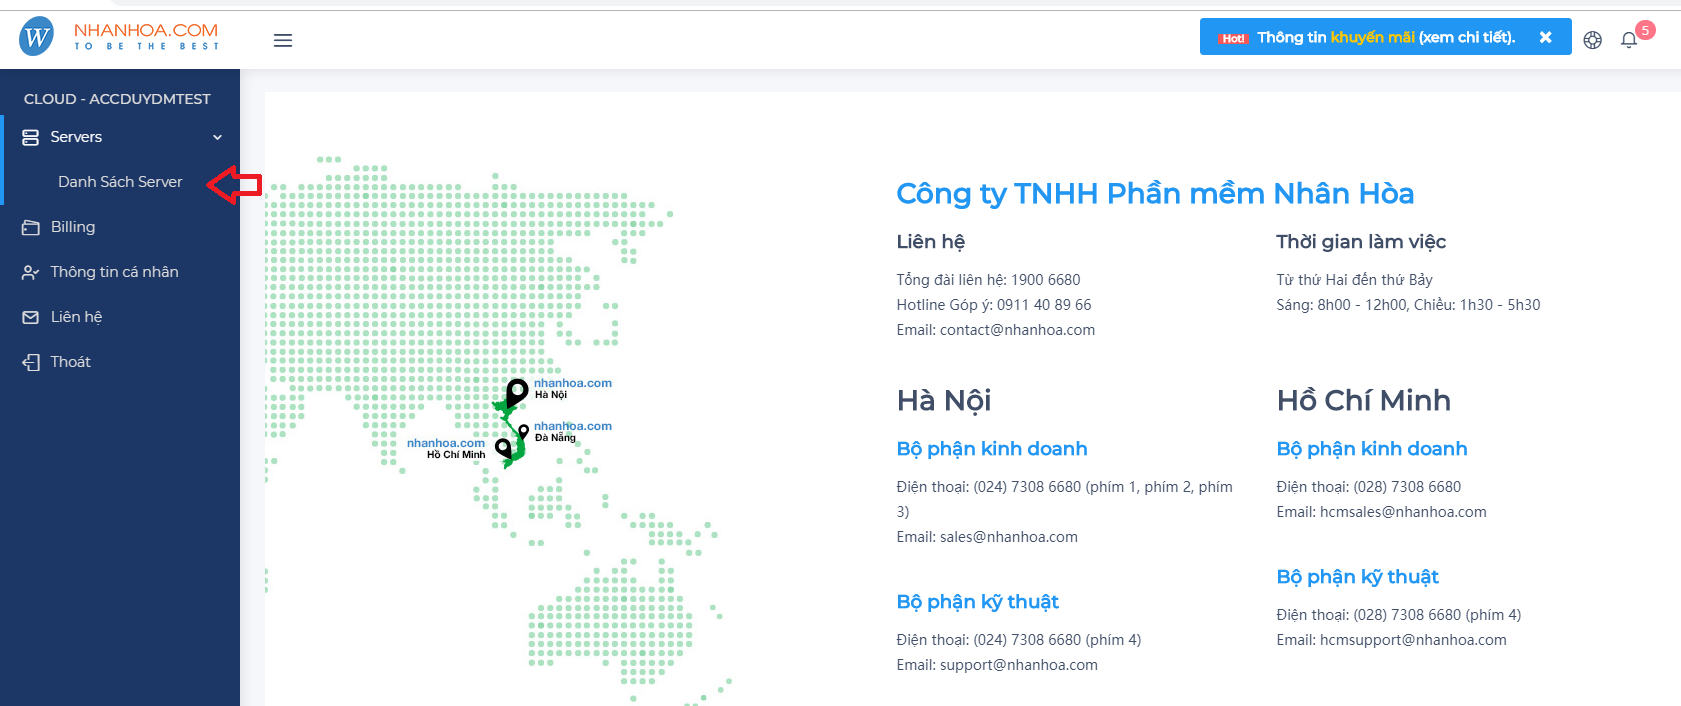 W
NHANHOA.COM
TO BE THE BEST
Hot! Thông tin khuyến mãi (xem chi tiết).
5
CLOUD - ACCDUYDMTEST
Servers
Danh Sách Server
Billing
Thông tin cá nhân
Liên hệ
Thoát
nhanhoa.com
Hà Nội
nhanhoa.com
Đà Nẵng
nhanhoa.com
Hồ Chí Minh
Công ty TNHH Phần mềm Nhân Hòa
Liên hệ
Tổng đài liên hệ: 1900 6680
Hotline Góp ý: 0911 40 89 66
Email: contact@nhanhoa.com
Thời gian làm việc
Từ thứ Hai đến thứ Bảy
Sáng: 8h00 - 12h00, Chiều: 1h30 - 5h30
Hà Nội
Bộ phận kinh doanh
Điện thoại: (024) 7308 6680 (phím 1, phím 2, phím
3)
Email: sales@nhanhoa.com
Bộ phận kỹ thuật
Điện thoại: (024) 7308 6680 (phím 4)
Email: support@nhanhoa.com
Hồ Chí Minh
Bộ phận kinh doanh
Điện thoại: (028) 7308 6680
Email: hcmsales@nhanhoa.com
Bộ phận kỹ thuật
Điện thoại: (028) 7308 6680 (phím 4)
Email: hcmsupport@nhanhoa.com